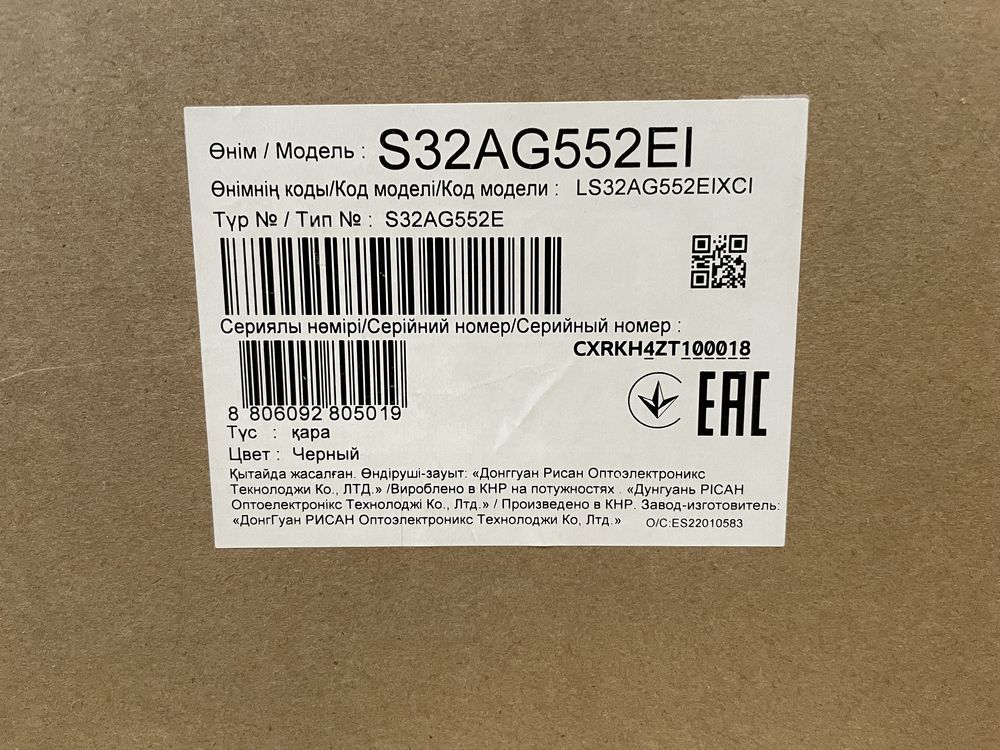 Өнім / Модель : S32AG552EI
Өнімнің коды/Код моделі/Код модели : LS32AG552EIXCI
Түр № / Тип № : S32AG552E
Сериялы нөмірі/Серійний номер/Серийный номер :
CXRKH4ZT100018
8 806092 805019
EAC
Түс : қара
Цвет : Черный
Қытайда жасалған. Өндіруші-зауыт: «Донггуан Рисан Оптоэлектроникс
Текнолоджи Ко., ЛТД.» /Вироблено в КНР на потужностях . «Дунгуань РІСАН
Оптоелектронікс Технолоджі Ко., Лтд.» / Произведено в КНР. Завод-изготовитель:
«ДонгГуан РИСАН Оптоэлектроникс Технолоджи Ко, Лтд.» O/C:ES22010583